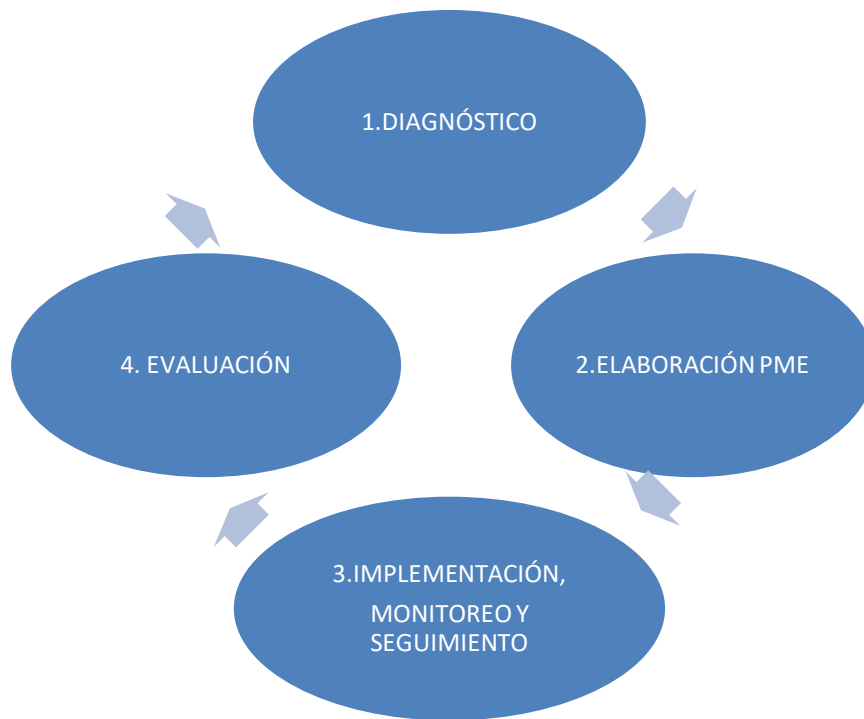 1.DIAGNÓSTICO
2.ELABORACIÓN PME
3.IMPLEMENTACIÓN,
MONITOREO Y
SEGUIMIENTO
4. EVALUACIÓN